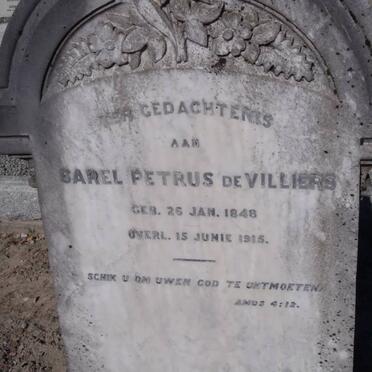 TER GEDACHTENIS
AAN
SAREL PETRUS DE VILLIERS
GEB. 26 JAN. 1848
OVERL. 15 JUNIE 1915.
SCHIK U OM UWEN GOD TE ONTMOETEN.
AMOS 4:12.